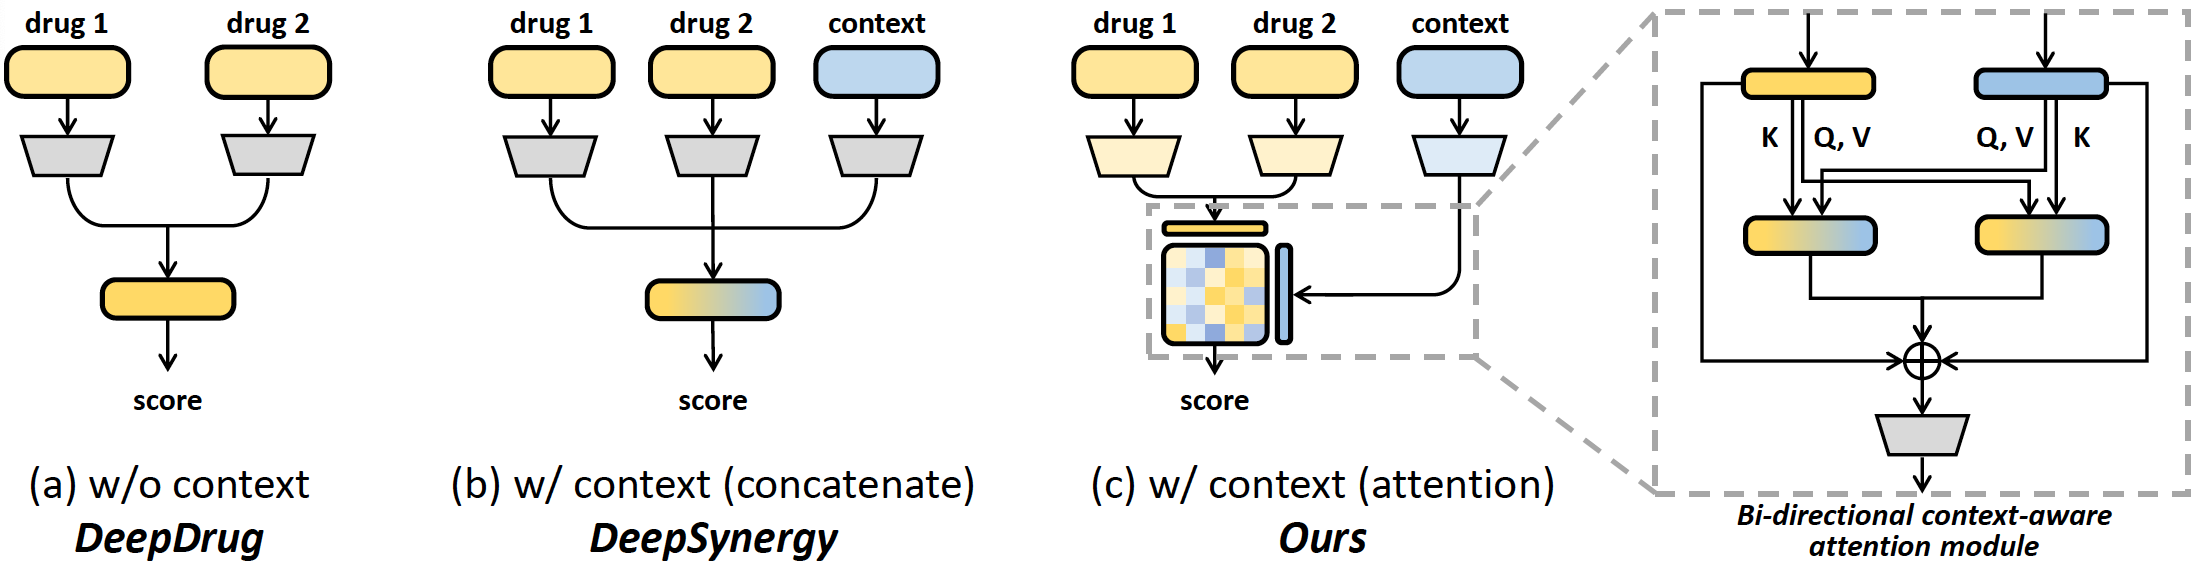 drug 1
drug 2
score
(a) w/o context
DeepDrug
drug 1
drug 2
context
score
(b) w/ context (concatenate)
DeepSynergy
drug 1
drug 2
context
score
(c) w/ context (attention)
Ours
K
Q, V
Q, V
K
Bi-directional context-aware
attention module